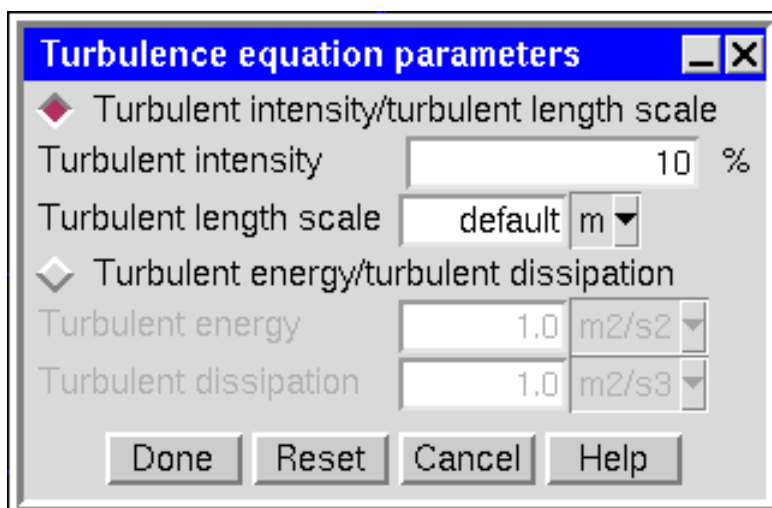 Turbulence equation parameters
Turbulent intensity/turbulent length scale
Turbulent intensity 10 %
Turbulent length scale default m
Turbulent energy/turbulent dissipation
Turbulent energy 1.0 m2/s2
Turbulent dissipation 1.0 m2/s3
Done Reset Cancel Help